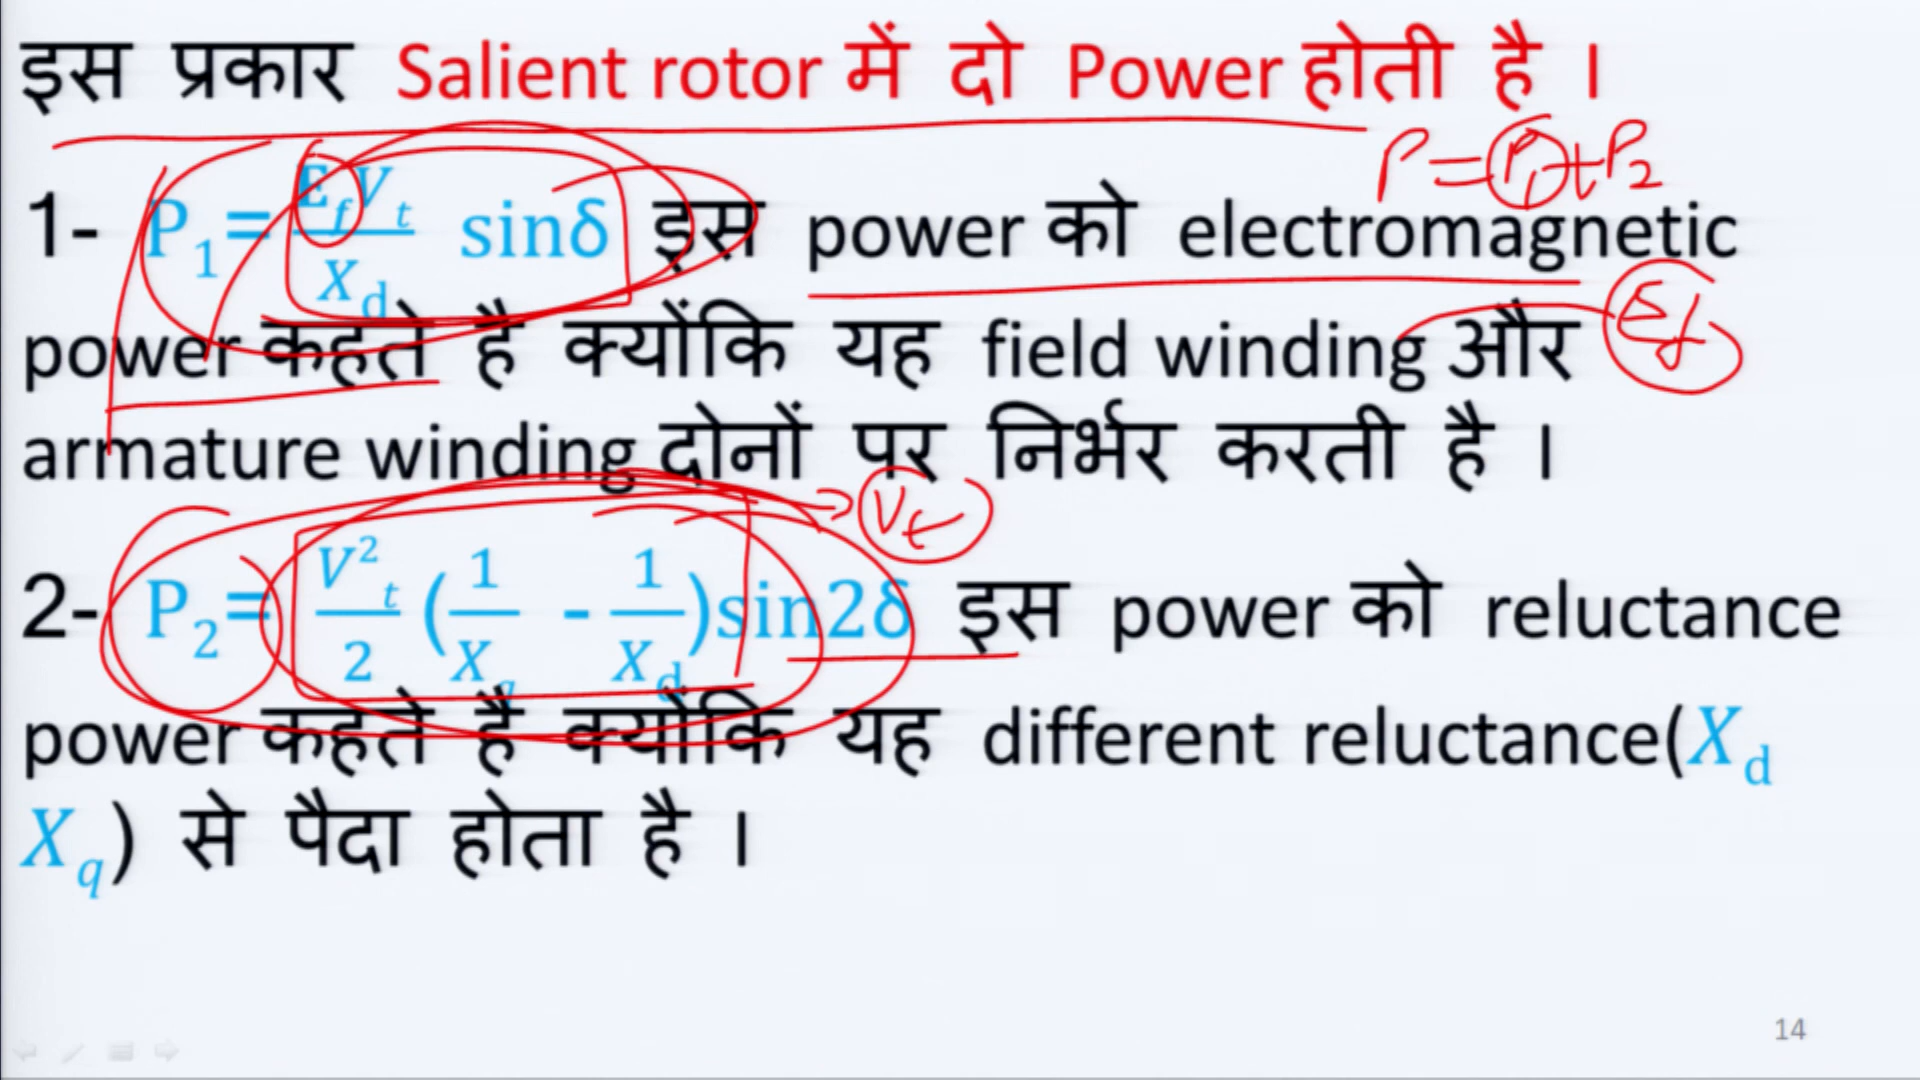 इस प्रकार Salient rotor में दो Power होती है ।
P = P1 + P2
1- P1= EfVt/Xd sinδ इस power को electromagnetic
power कहते है क्योंकि यह field winding और Ef
armature winding दोनों पर निर्भर करती है ।
Vt
2- P2= V²t/2 (1/Xq - 1/Xd)sin2δ इस power को reluctance
power कहते है क्योंकि यह different reluctance(Xd
Xq) से पैदा होता है ।
14